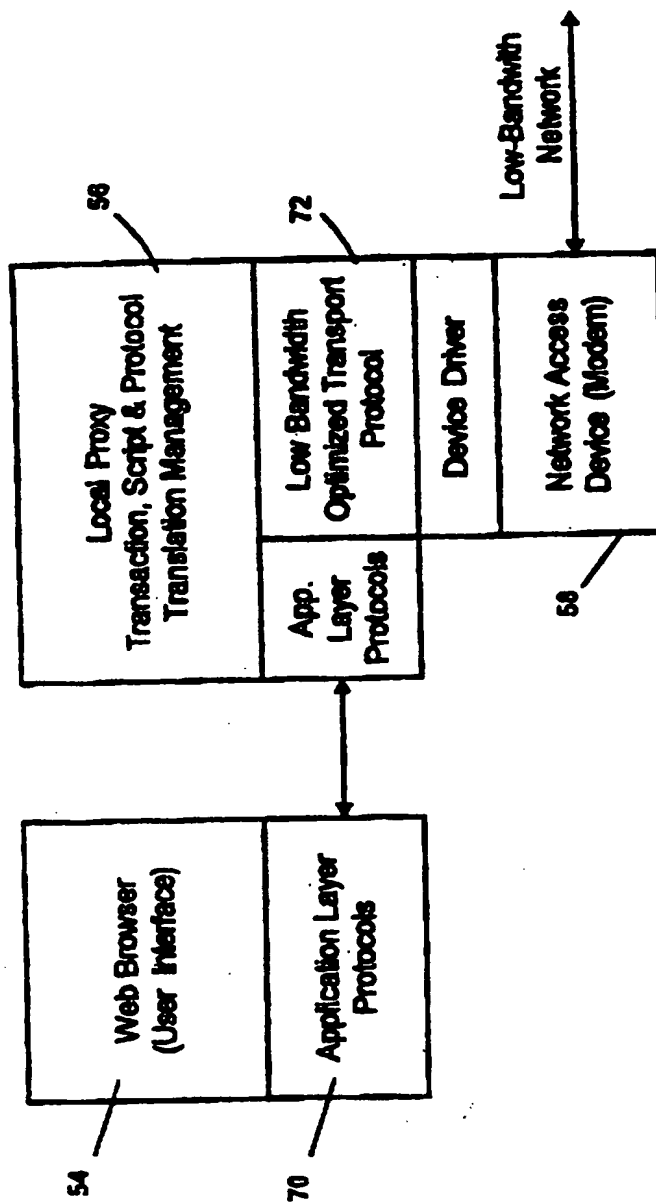 54
Web Browser
(User Interface)
70
Application Layer
Protocols
56
Local Proxy
Transaction, Script & Protocol
Translation Management
App.
Layer
Protocols
72
Low Bandwidth
Optimized Transport
Protocol
Device Driver
58
Network Access
Device (Modem)
Low-Bandwith
Network